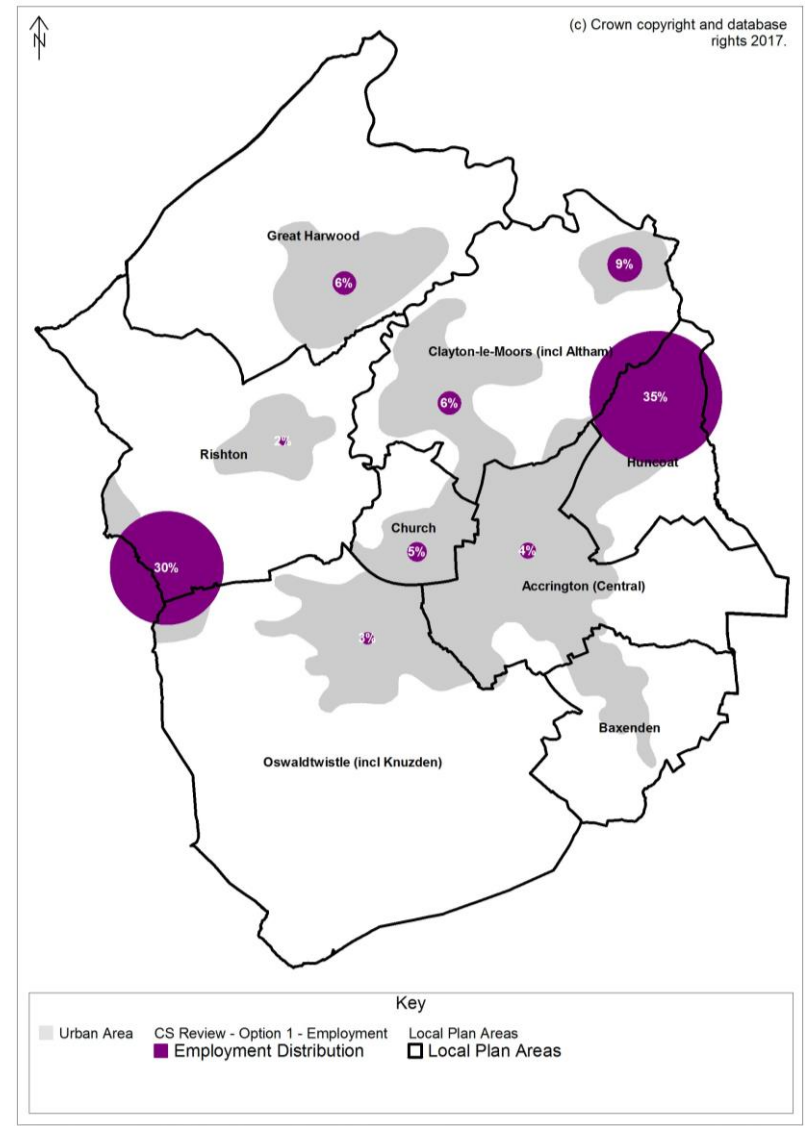 (c) Crown copyright and database
rights 2017.
N
Great Harwood
6%
9%
Clayton-le-Moors (incl Altham)
6%
35%
Rishton
Huncoat
Church
5%
4%
30%
Accrington (Central)
Baxenden
Oswaldtwistle (incl Knuzden)
Key
Urban Area
CS Review - Option 1 - Employment
Local Plan Areas
Employment Distribution
Local Plan Areas